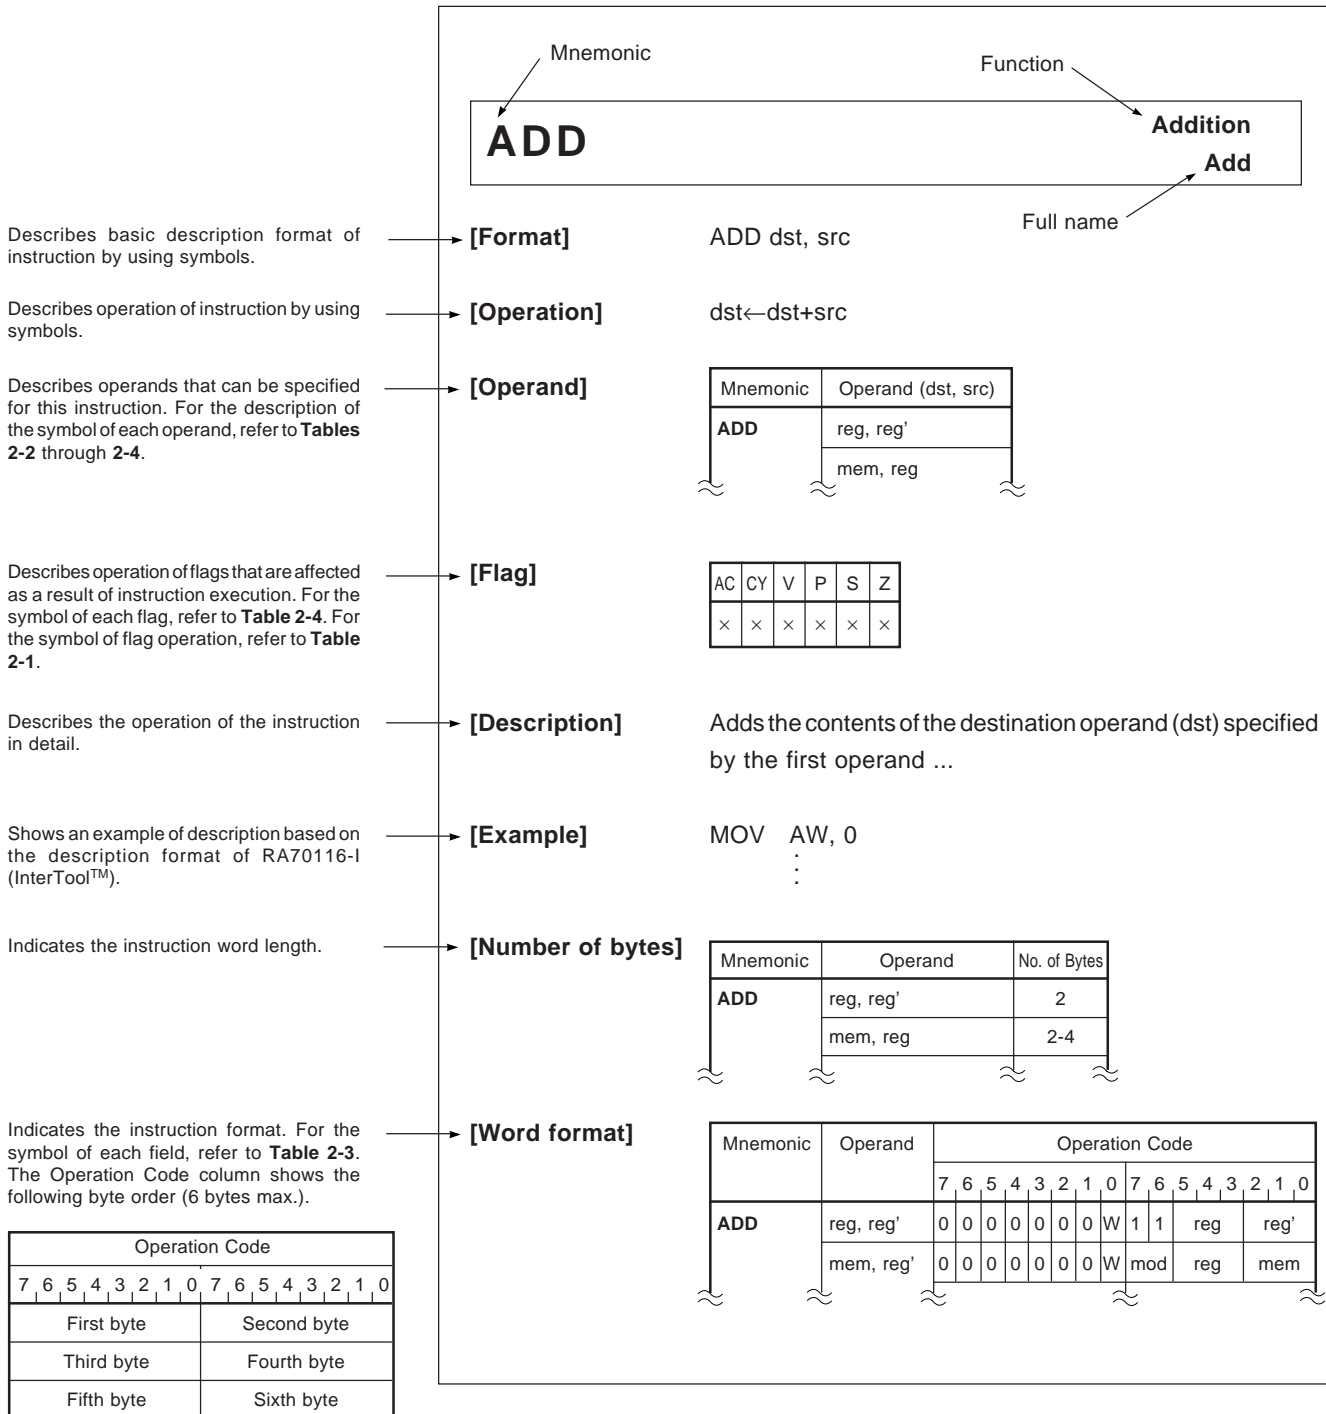 Mnemonic
Function
ADD
Addition
Add
Full name
Describes basic description format of
instruction by using symbols.
[Format]
ADD dst, src
Describes operation of instruction by using
symbols.
[Operation]
dst←dst+src
Describes operands that can be specified
for this instruction. For the description of
the symbol of each operand, refer to Tables
2-2 through 2-4.
[Operand]
Mnemonic Operand (dst, src)
ADD reg, reg’
mem, reg
Describes operation of flags that are affected
as a result of instruction execution. For the
symbol of each flag, refer to Table 2-4. For
the symbol of flag operation, refer to Table
2-1.
[Flag]
AC CY V P S Z
× × × × × ×
Describes the operation of the instruction
in detail.
[Description]
Adds the contents of the destination operand (dst) specified
by the first operand ...
Shows an example of description based on
the description format of RA70116-I
(InterTool™).
[Example]
MOV AW, 0
:
Indicates the instruction word length.
[Number of bytes]
Mnemonic Operand No. of Bytes
ADD reg, reg’ 2
mem, reg 2-4
Indicates the instruction format. For the
symbol of each field, refer to Table 2-3.
The Operation Code column shows the
following byte order (6 bytes max.).
[Word format]
Mnemonic Operand Operation Code
7 6 5 4 3 2 1 0 7 6 5 4 3 2 1 0
ADD reg, reg’ 0 0 0 0 0 0 0 W 1 1 reg reg’
mem, reg’ 0 0 0 0 0 0 0 W mod reg mem
Operation Code
7 6 5 4 3 2 1 0 7 6 5 4 3 2 1 0
First byte Second byte
Third byte Fourth byte
Fifth byte Sixth byte